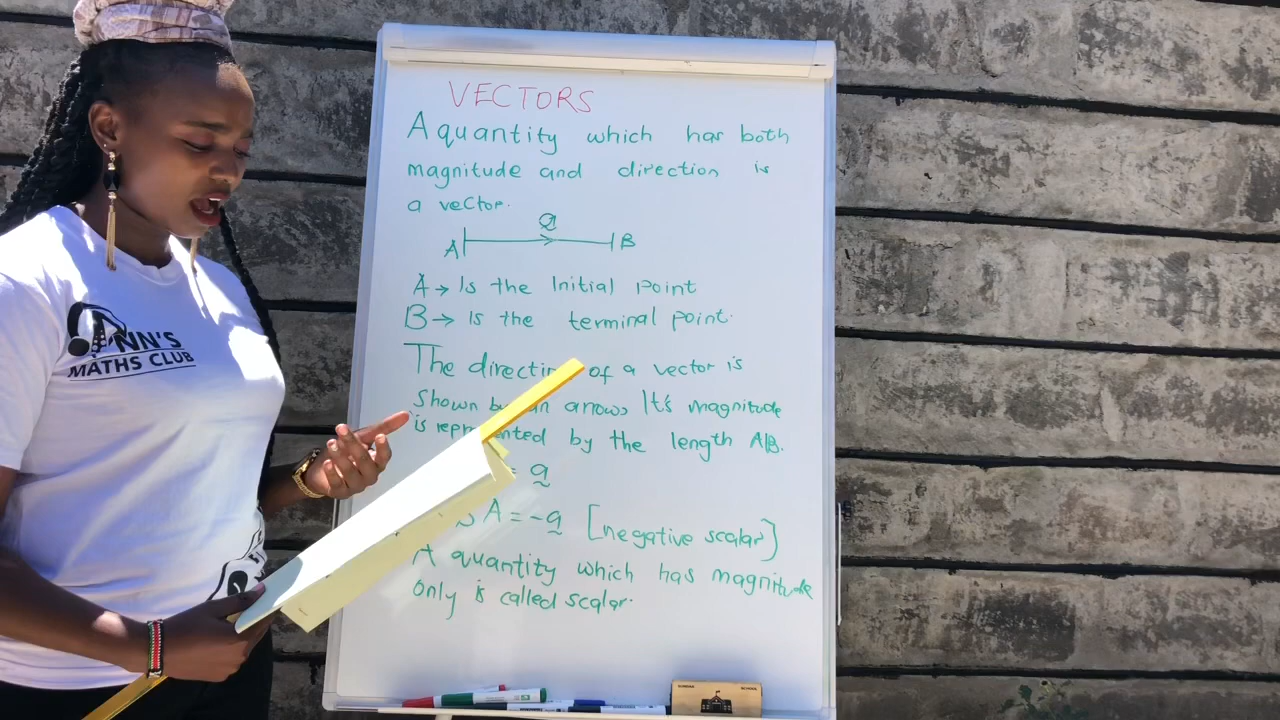 VECTORS
A quantity which has both
magnitude and direction is
a vector.
a
A B
A → Is the Initial point
B → Is the terminal point.
The direction of a vector is
Shown by an arrow, It's magnitude
is represented by the length AB.
= a
A = -a [negative scalar]
A quantity which has magnitude
only is called scalar.
ANN'S
MATHS CLUB
SCHOOL